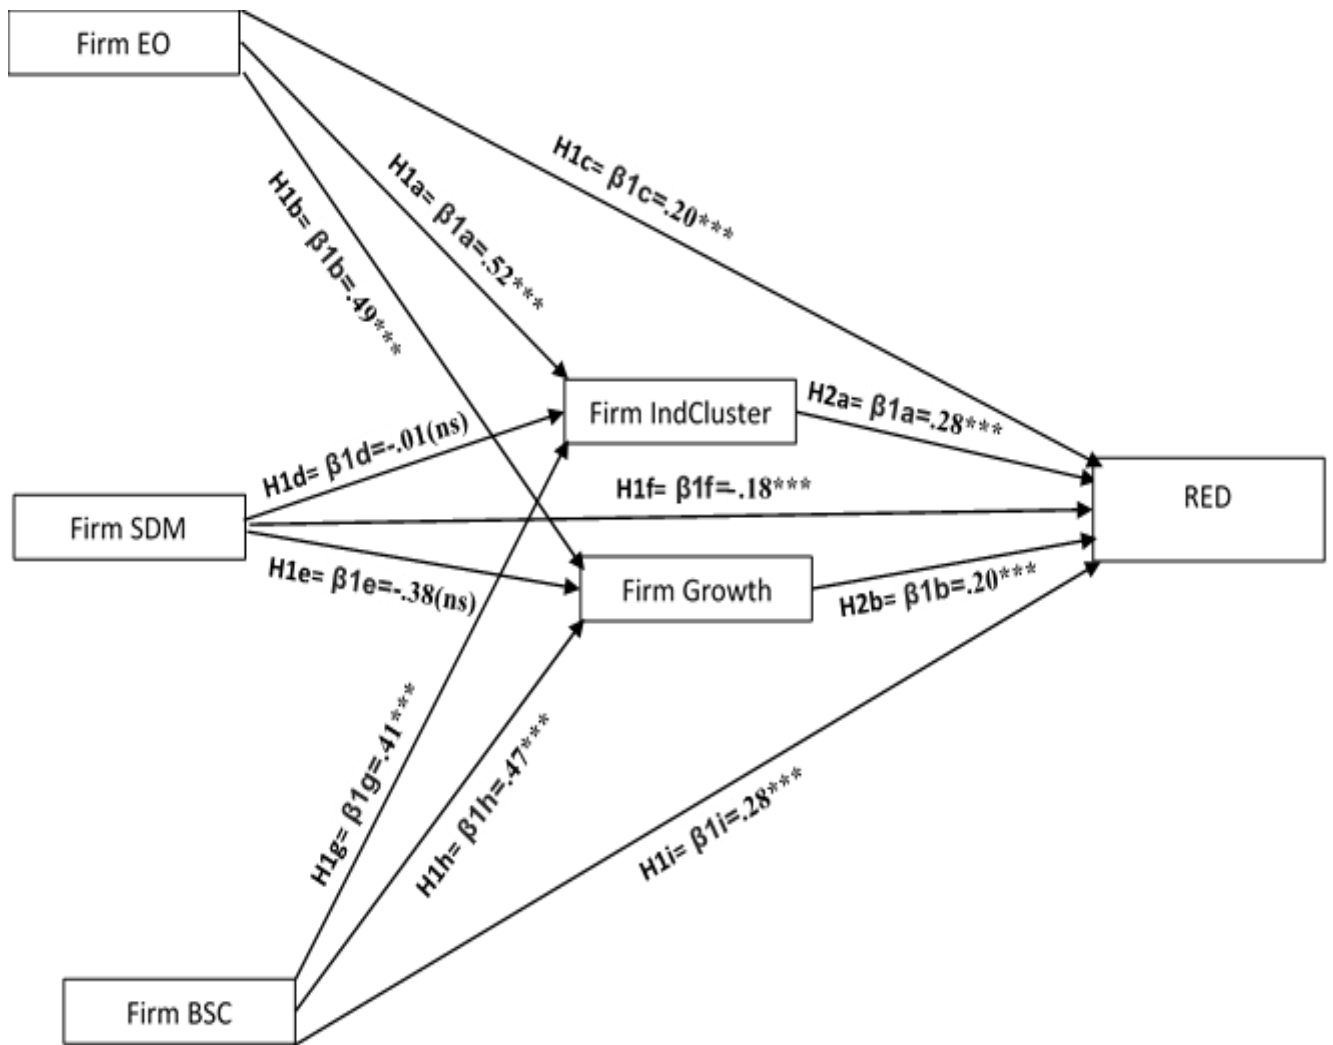 Firm EO
H1c= β1c=.20***
H1a= β1a=.52***
H1b= β1b=.49***
Firm IndCluster
H2a= β1a=.28***
H1d= β1d=-.01(ns)
H1f= β1f=-.18***
RED
Firm SDM
H1e= β1e=-.38(ns)
Firm Growth
H2b= β1b=.20***
H1g= β1g=.41***
H1h= β1h=.47***
H1i= β1i=.28***
Firm BSC